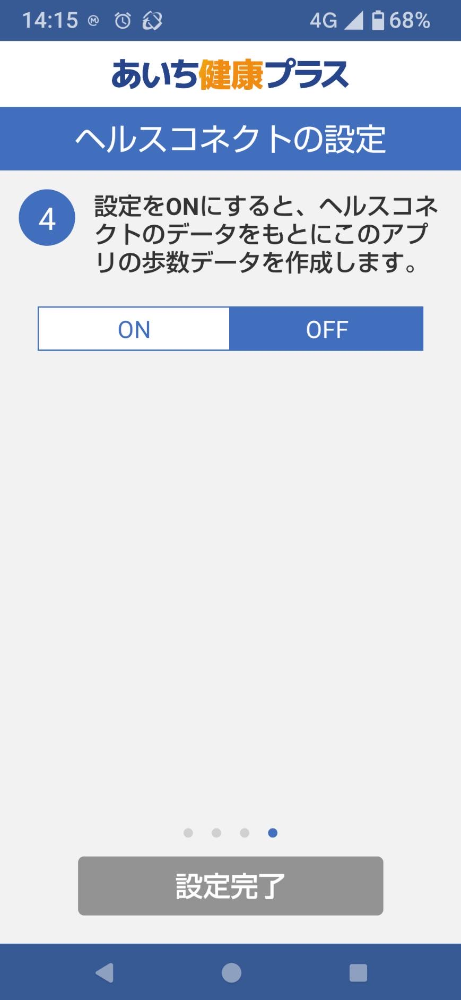 14:15 4G 68%
あいち健康プラス
ヘルスコネクトの設定
4
設定をONにすると、ヘルスコネ
クトのデータをもとにこのアプ
リの歩数データを作成します。
ON OFF
設定完了